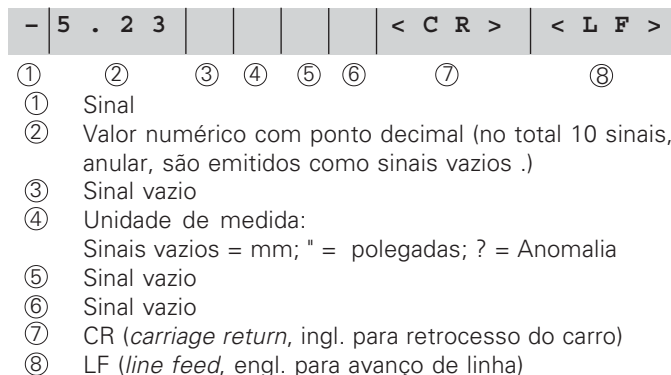 – 5 . 2 3 < C R > < L F >
① ② ③ ④ ⑤ ⑥ ⑦ ⑧
① Sinal
② Valor numérico com ponto decimal (no total 10 sinais,
anular, são emitidos como sinais vazios .)
③ Sinal vazio
④ Unidade de medida:
Sinais vazios = mm; " = polegadas; ? = Anomalia
⑤ Sinal vazio
⑥ Sinal vazio
⑦ CR (carriage return, ingl. para retrocesso do carro)
⑧ LF (line feed, engl. para avanço de linha)